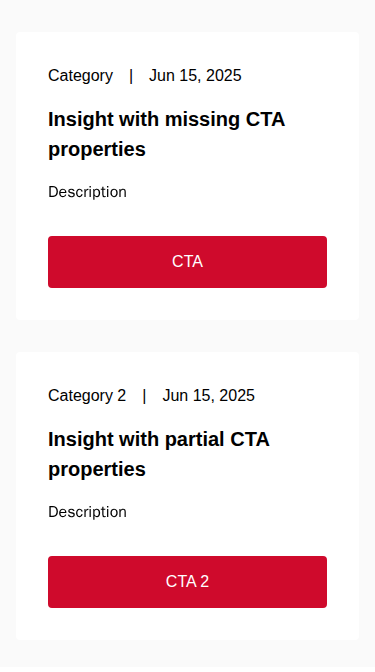 Category | Jun 15, 2025
Insight with missing CTA
properties
Description
CTA
Category 2 | Jun 15, 2025
Insight with partial CTA
properties
Description
CTA 2